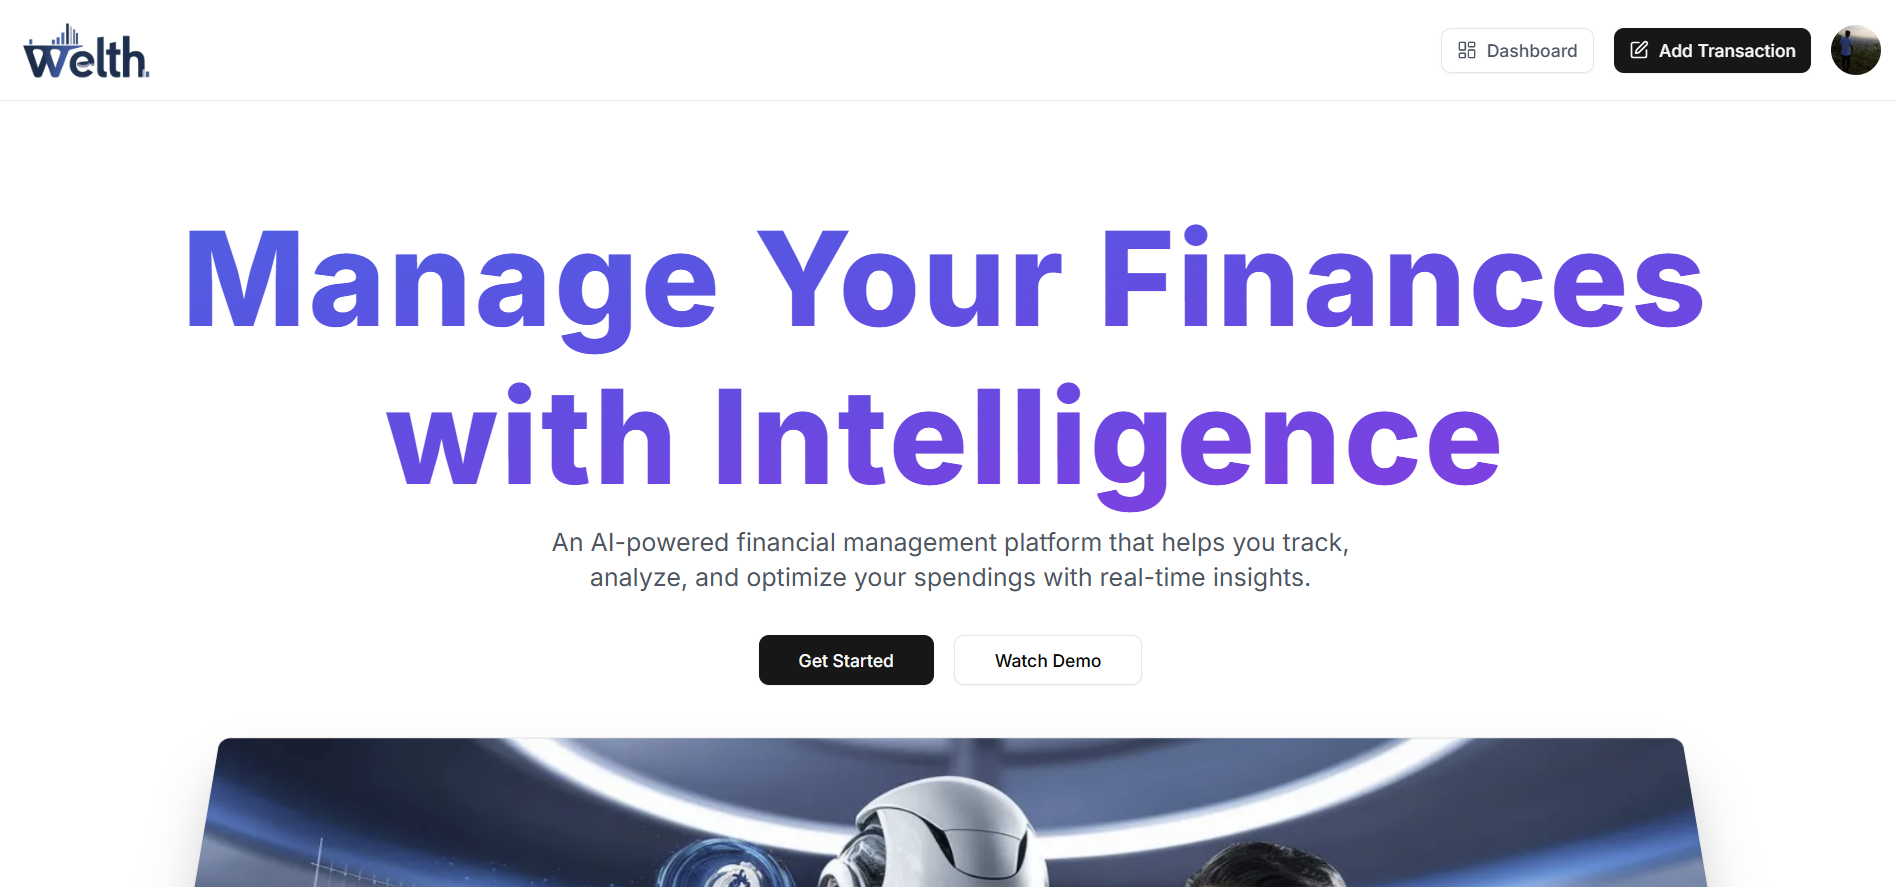 Welth.
Dashboard
Add Transaction
Manage Your Finances
with Intelligence
An AI-powered financial management platform that helps you track,
analyze, and optimize your spendings with real-time insights.
Get Started
Watch Demo